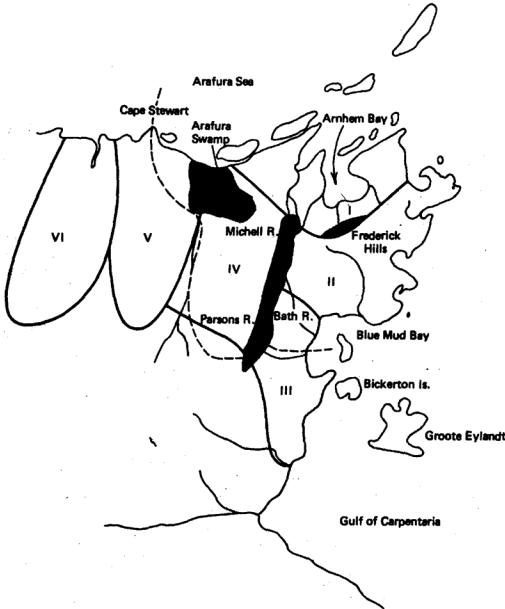 Arafura Sea
Cape Stewart
Arafura
Swamp
Arnhem Bay
I
Michell R.
Frederick
Hills
VI
V
IV
II
Parsons R.
Bath R.
Blue Mud Bay
III
Bickerton Is.
Groote Eylandt
Gulf of Carpentaria